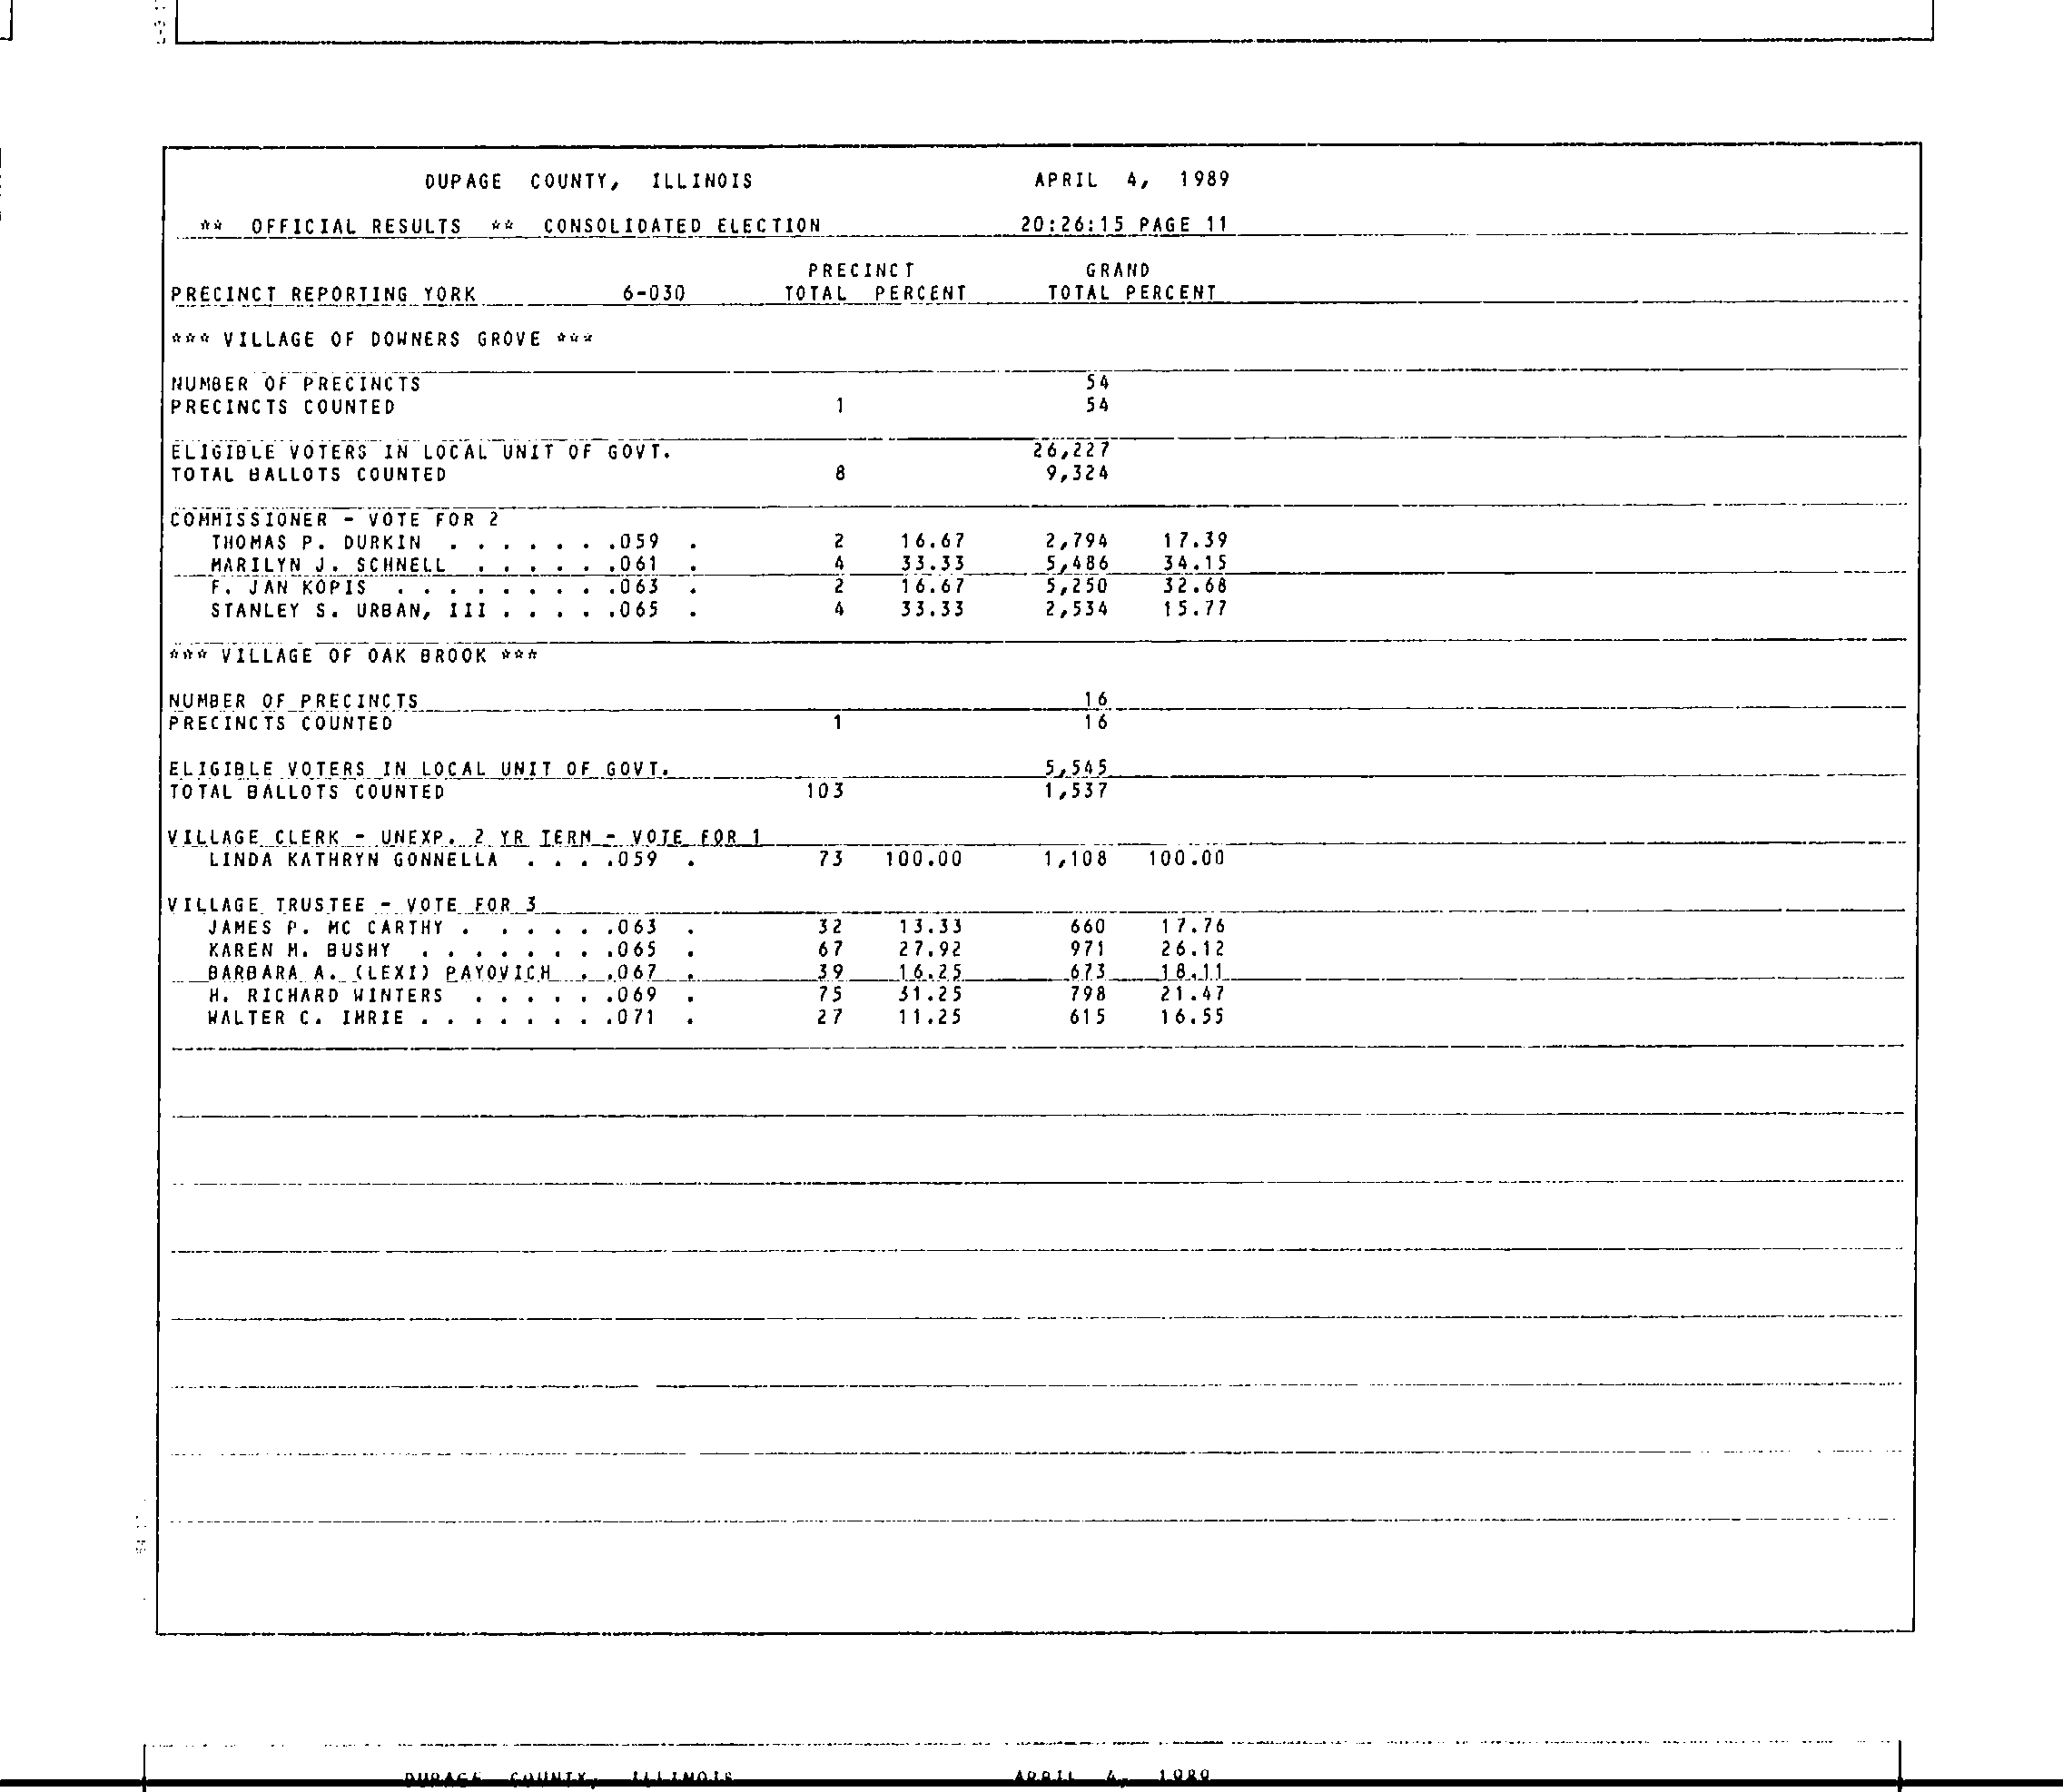 DUPAGE COUNTY, ILLINOIS APRIL 4, 1989
** OFFICIAL RESULTS ** CONSOLIDATED ELECTION 20:26:15 PAGE 11
PRECINCT GRAND
PRECINCT REPORTING YORK 6-030 TOTAL PERCENT TOTAL PERCENT
*** VILLAGE OF DOWNERS GROVE ***
NUMBER OF PRECINCTS 54
PRECINCTS COUNTED 1 54
ELIGIBLE VOTERS IN LOCAL UNIT OF GOVT. 26,227
TOTAL BALLOTS COUNTED 8 9,324
COMMISSIONER - VOTE FOR 2
THOMAS P. DURKIN . . . . . . .059 . 2 16.67 2,794 17.39
MARILYN J. SCHNELL . . . . . .061 . 4 33.33 5,486 34.15
F. JAN KOPIS . . . . . . . . .063 . 2 16.67 5,250 32.68
STANLEY S. URBAN, III . . . . .065 . 4 33.33 2,534 15.77
*** VILLAGE OF OAK BROOK ***
NUMBER OF PRECINCTS 16
PRECINCTS COUNTED 1 16
ELIGIBLE VOTERS IN LOCAL UNIT OF GOVT. 5,545
TOTAL BALLOTS COUNTED 103 1,537
VILLAGE CLERK - UNEXP. 2 YR TERM - VOTE FOR 1
LINDA KATHRYN GONNELLA . . . .059 . 73 100.00 1,108 100.00
VILLAGE TRUSTEE - VOTE FOR 3
JAMES P. MC CARTHY . . . . . .063 . 32 13.33 660 17.76
KAREN M. BUSHY . . . . . . . .065 . 67 27.92 971 26.12
BARBARA A. (LEXI) PAYOVICH . .067 . 39 16.25 673 18.11
H. RICHARD WINTERS . . . . . .069 . 75 31.25 798 21.47
WALTER C. IMRIE . . . . . . . .071 . 27 11.25 615 16.55
DUPAGE COUNTY, ILLINOIS APRIL 4, 1989